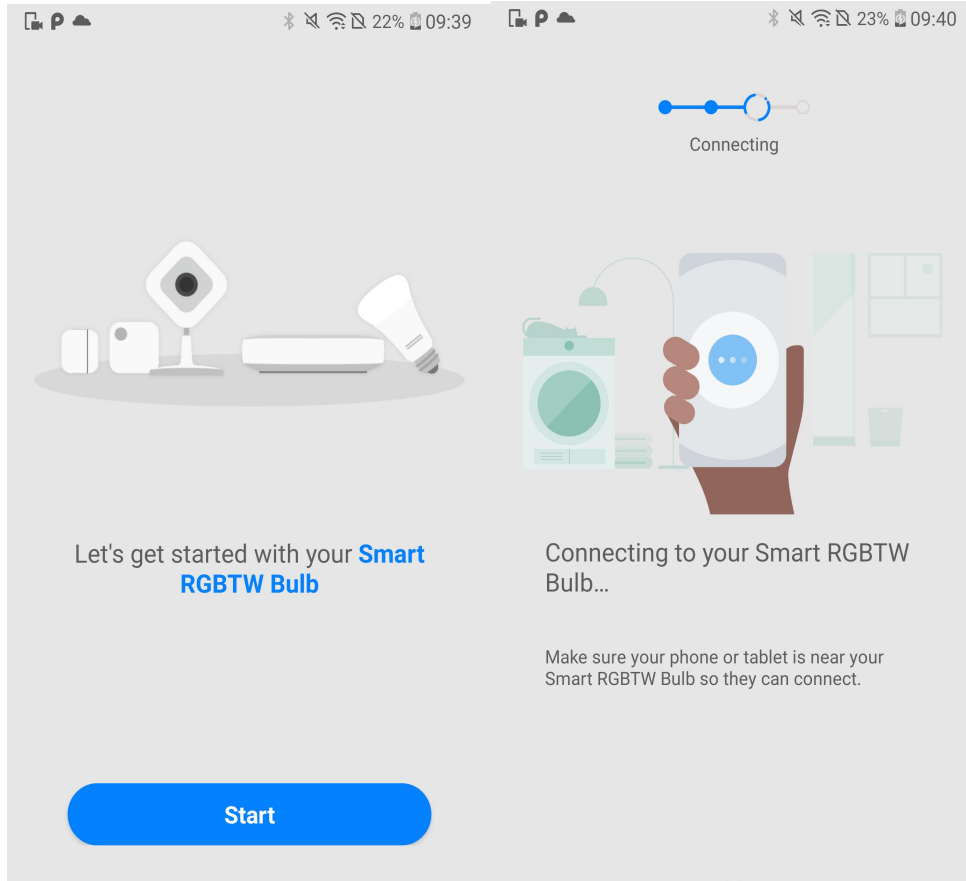 22% 09:39
Let's get started with your Smart
RGBTW Bulb
Start
23% 09:40
Connecting
Connecting to your Smart RGBTW
Bulb…
Make sure your phone or tablet is near your
Smart RGBTW Bulb so they can connect.